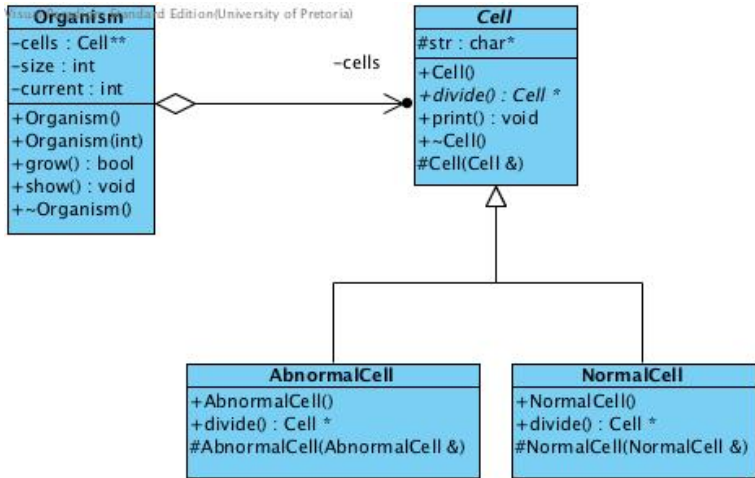 Visual Paradigm Standard Edition(University of Pretoria)
Organism
-cells : Cell**
-size : int
-current : int
+Organism()
+Organism(int)
+grow() : bool
+show() : void
+~Organism()
-cells
Cell
#str : char*
+Cell()
+divide() : Cell *
+print() : void
+~Cell()
#Cell(Cell &)
AbnormalCell
+AbnormalCell()
+divide() : Cell *
#AbnormalCell(AbnormalCell &)
NormalCell
+NormalCell()
+divide() : Cell *
#NormalCell(NormalCell &)